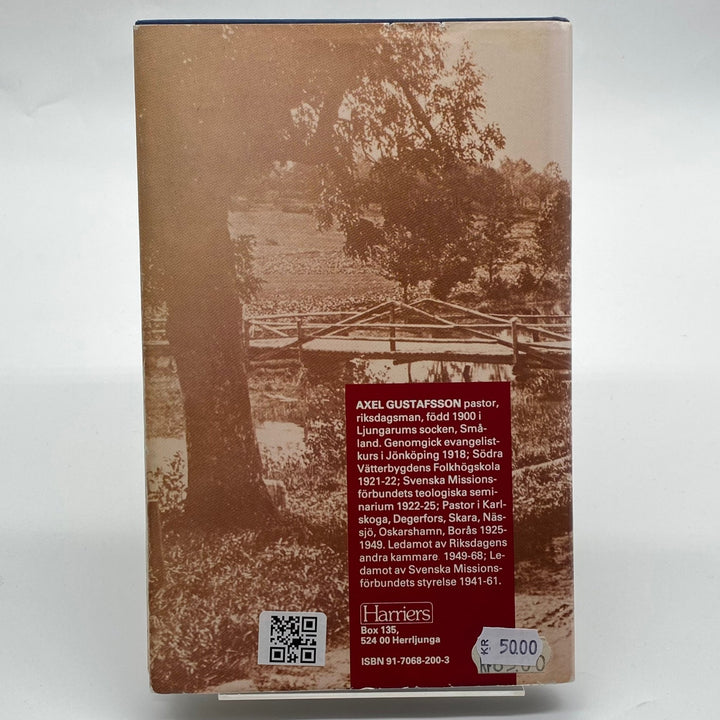 AXEL GUSTAFSSON pastor,
riksdagsman, född 1900 i
Ljungarums socken, Små-
land. Genomgick evangelist-
kurs i Jönköping 1918; Södra
Vätterbygdens Folkhögskola
1921-22; Svenska Missions-
förbundets teologiska semi-
narium 1922-25; Pastor i Karl-
skoga, Degerfors, Skara, Näs-
sjö, Oskarshamn, Borås 1925-
1949. Ledamot av Riksdagens
andra kammare 1949-68; Le-
damot av Svenska Missions-
förbundets styrelse 1941-61.
Harriers
Box 135,
524 00 Herrljunga
ISBN 91-7068-200-3
KR 50.00